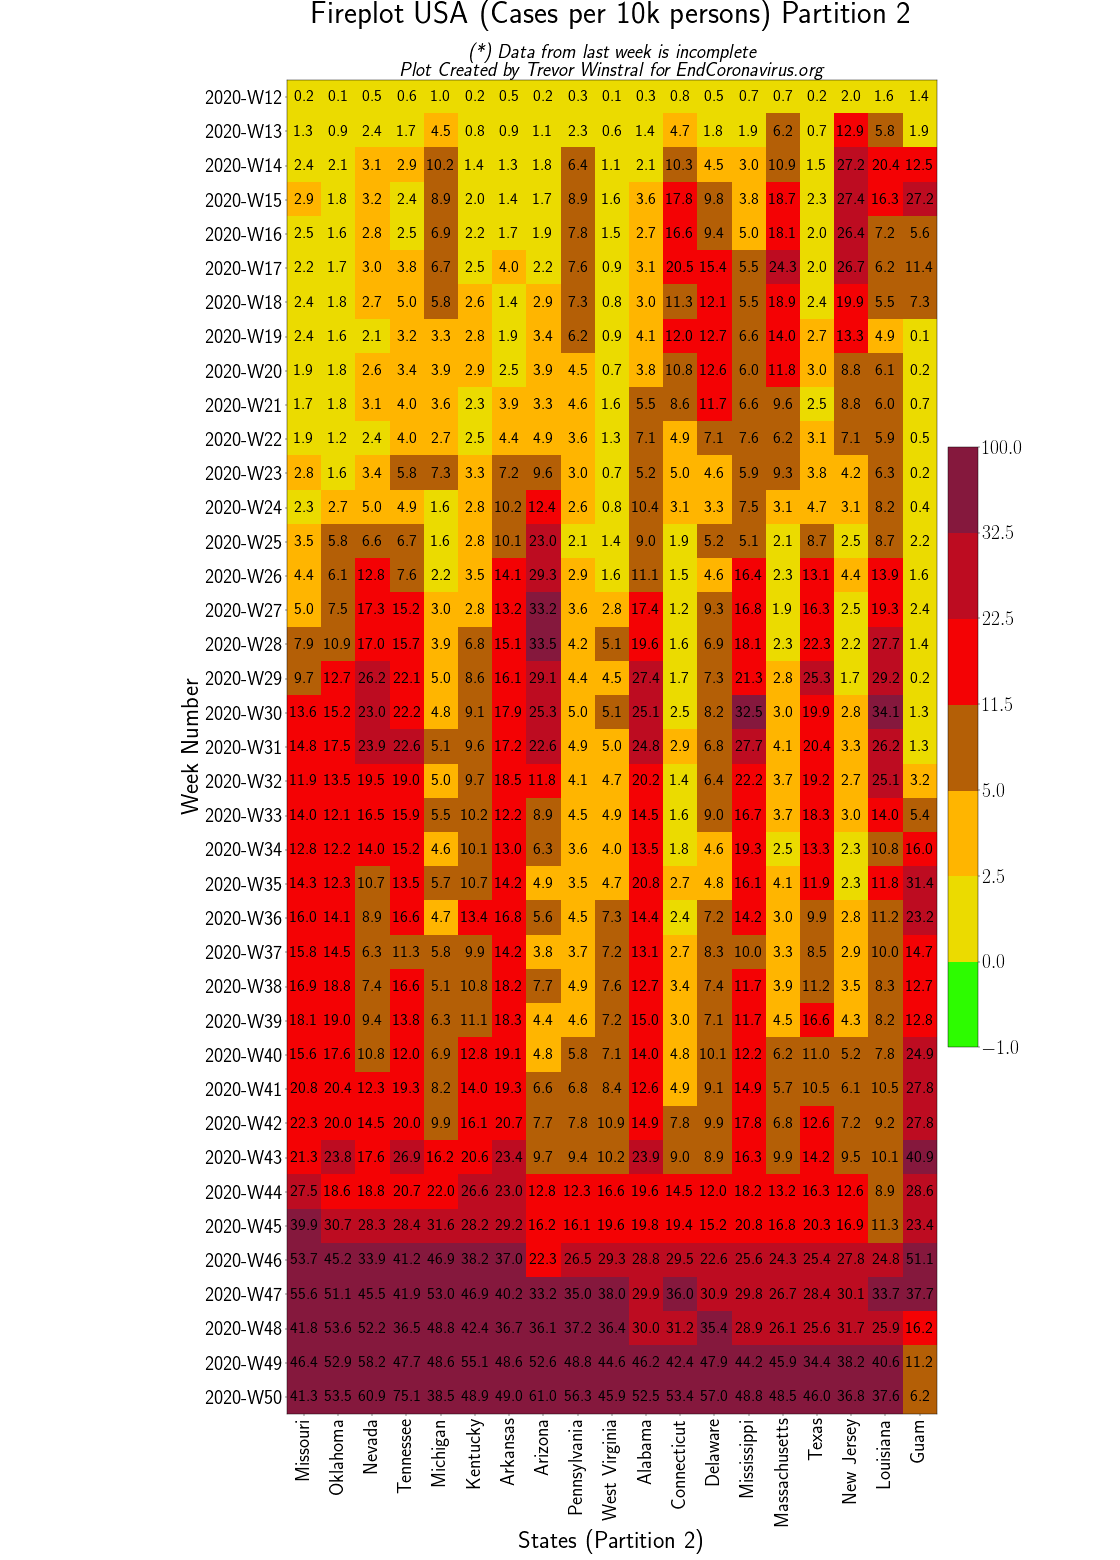 Fireplot USA (Cases per 10k persons) Partition 2
(*) Data from last week is incomplete
Plot Created by Trevor Winstral for EndCoronavirus.org
2020-W12 0.2 0.1 0.5 0.6 1.0 0.2 0.5 0.2 0.3 0.1 0.3 0.8 0.5 0.7 0.7 0.2 2.0 1.6 1.4
2020-W13 1.3 0.9 2.4 1.7 4.5 0.8 0.9 1.1 2.3 0.6 1.4 4.7 1.8 1.9 6.2 0.7 12.9 5.8 1.9
2020-W14 2.4 2.1 3.1 2.9 10.2 1.4 1.3 1.8 6.4 1.1 2.1 10.3 4.5 3.0 10.9 1.5 27.2 20.4 12.5
2020-W15 2.9 1.8 3.2 2.4 8.9 2.0 1.4 1.7 8.9 1.6 3.6 17.8 9.8 3.8 18.7 2.3 27.4 16.3 27.2
2020-W16 2.5 1.6 2.8 2.5 6.9 2.2 1.7 1.9 7.8 1.5 2.7 16.6 9.4 5.0 18.1 2.0 26.4 7.2 5.6
2020-W17 2.2 1.7 3.0 3.8 6.7 2.5 4.0 2.2 7.6 0.9 3.1 20.5 15.4 5.5 24.3 2.0 26.7 6.2 11.4
2020-W18 2.4 1.8 2.7 5.0 5.8 2.6 1.4 2.9 7.3 0.8 3.0 11.3 12.1 5.5 18.9 2.4 19.9 5.5 7.3
2020-W19 2.4 1.6 2.1 3.2 3.3 2.8 1.9 3.4 6.2 0.9 4.1 12.0 12.7 6.6 14.0 2.7 13.3 4.9 0.1
2020-W20 1.9 1.8 2.6 3.4 3.9 2.9 2.5 3.9 4.5 0.7 3.8 10.8 12.6 6.0 11.8 3.0 8.8 6.1 0.2
2020-W21 1.7 1.8 3.1 4.0 3.6 2.3 3.9 3.3 4.6 1.6 5.5 8.6 11.7 6.6 9.6 2.5 8.8 6.0 0.7
2020-W22 1.9 1.2 2.4 4.0 2.7 2.5 4.4 4.9 3.6 1.3 7.1 4.9 7.1 7.6 6.2 3.1 7.1 5.9 0.5
2020-W23 2.8 1.6 3.4 5.8 7.3 3.3 7.2 9.6 3.0 0.7 5.2 5.0 4.6 5.9 9.3 3.8 4.2 6.3 0.2
2020-W24 2.3 2.7 5.0 4.9 1.6 2.8 10.2 12.4 2.6 0.8 10.4 3.1 3.3 7.5 3.1 4.7 3.1 8.2 0.4
2020-W25 3.5 5.8 6.6 6.7 1.6 2.8 10.1 23.0 2.1 1.4 9.0 1.9 5.2 5.1 2.1 8.7 2.5 8.7 2.2
2020-W26 4.4 6.1 12.8 7.6 2.2 3.5 14.1 29.3 2.9 1.6 11.1 1.5 4.6 16.4 2.3 13.1 4.4 13.9 1.6
2020-W27 5.0 7.5 17.3 15.2 3.0 2.8 13.2 33.2 3.6 2.8 17.4 1.2 9.3 16.8 1.9 16.3 2.5 19.3 2.4
2020-W28 7.9 10.9 17.0 15.7 3.9 6.8 15.1 33.5 4.2 5.1 19.6 1.6 6.9 18.1 2.3 22.3 2.2 27.7 1.4
2020-W29 9.7 12.7 26.2 22.1 5.0 8.6 16.1 29.1 4.4 4.5 27.4 1.7 7.3 21.3 2.8 25.3 1.7 29.2 0.2
2020-W30 13.6 15.2 23.0 22.2 4.8 9.1 17.9 25.3 5.0 5.1 25.1 2.5 8.2 32.5 3.0 19.9 2.8 34.1 1.3
2020-W31 14.8 17.5 23.9 22.6 5.1 9.6 17.2 22.6 4.9 5.0 24.8 2.9 6.8 27.7 4.1 20.4 3.3 26.2 1.3
2020-W32 11.9 13.5 19.5 19.0 5.0 9.7 18.5 11.8 4.1 4.7 20.2 1.4 6.4 22.2 3.7 19.2 2.7 25.1 3.2
2020-W33 14.0 12.1 16.5 15.9 5.5 10.2 12.2 8.9 4.5 4.9 14.5 1.6 9.0 16.7 3.7 18.3 3.0 14.0 5.4
2020-W34 12.8 12.2 14.0 15.2 4.6 10.1 13.0 6.3 3.6 4.0 13.5 1.8 4.6 19.3 2.5 13.3 2.3 10.8 16.0
2020-W35 14.3 12.3 10.7 13.5 5.7 10.7 14.2 4.9 3.5 4.7 20.8 2.7 4.8 16.1 4.1 11.9 2.3 11.8 31.4
2020-W36 16.0 14.1 8.9 16.6 4.7 13.4 16.8 5.6 4.5 7.3 14.4 2.4 7.2 14.2 3.0 9.9 2.8 11.2 23.2
2020-W37 15.8 14.5 6.3 11.3 5.8 9.9 14.2 3.8 3.7 7.2 13.1 2.7 8.3 10.0 3.3 8.5 2.9 10.0 14.7
2020-W38 16.9 18.8 7.4 16.6 5.1 10.8 18.2 7.7 4.9 7.6 12.7 3.4 7.4 11.7 3.9 11.2 3.5 8.3 12.7
2020-W39 18.1 19.0 9.4 13.8 6.3 11.1 18.3 4.4 4.6 7.2 15.0 3.0 7.1 11.7 4.5 16.6 4.3 8.2 12.8
2020-W40 15.6 17.6 10.8 12.0 6.9 12.8 19.1 4.8 5.8 7.1 14.0 4.8 10.1 12.2 6.2 11.0 5.2 7.8 24.9
2020-W41 20.8 20.4 12.3 19.3 8.2 14.0 19.3 6.6 6.8 8.4 12.6 4.9 9.1 14.9 5.7 10.5 6.1 10.5 27.8
2020-W42 22.3 20.0 14.5 20.0 9.9 16.1 20.7 7.7 7.8 10.9 14.9 7.8 9.9 17.8 6.8 12.6 7.2 9.2 27.8
2020-W43 21.3 23.8 17.6 26.9 16.2 20.6 23.4 9.7 9.4 10.2 23.9 9.0 8.9 16.3 9.9 14.2 9.5 10.1 40.9
2020-W44 27.5 18.6 18.8 20.7 22.0 26.6 23.0 12.8 12.3 16.6 19.6 14.5 12.0 18.2 13.2 16.3 12.6 8.9 28.6
2020-W45 39.9 30.7 28.3 28.4 31.6 28.2 29.2 16.2 16.1 19.6 19.8 19.4 15.2 20.8 16.8 20.3 16.9 11.3 23.4
2020-W46 53.7 45.2 33.9 41.2 46.9 38.2 37.0 22.3 26.5 29.3 28.8 29.5 22.6 25.6 24.3 25.4 27.8 24.8 51.1
2020-W47 55.6 51.1 45.5 41.9 53.0 46.9 40.2 33.2 35.0 38.0 29.9 36.0 30.9 29.8 26.7 28.4 30.1 33.7 37.7
2020-W48 41.8 53.6 52.2 36.5 48.8 42.4 36.7 36.1 37.2 36.4 30.0 31.2 35.4 28.9 26.1 25.6 31.7 25.9 16.2
2020-W49 46.4 52.9 58.2 47.7 48.6 55.1 48.6 52.6 48.8 44.6 46.2 42.4 47.9 44.2 45.9 34.4 38.2 40.6 11.2
2020-W50 41.3 53.5 60.9 75.1 38.5 48.9 49.0 61.0 56.3 45.9 52.5 53.4 57.0 48.8 48.5 46.0 36.8 37.6 6.2
Week Number
Missouri
Oklahoma
Nevada
Tennessee
Michigan
Kentucky
Arkansas
Arizona
Pennsylvania
West Virginia
Alabama
Connecticut
Delaware
Mississippi
Massachusetts
Texas
New Jersey
Louisiana
Guam
States (Partition 2)
100.0
32.5
22.5
11.5
5.0
2.5
0.0
−1.0